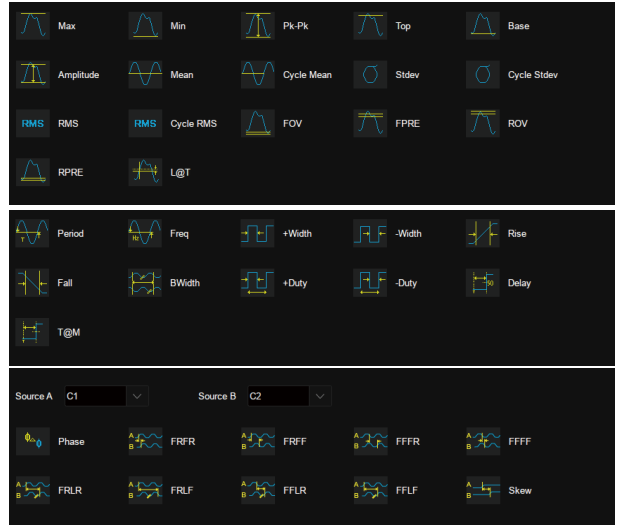 Max Min Pk-Pk Top Base
Amplitude Mean Cycle Mean Stdev Cycle Stdev
RMS RMS RMS Cycle RMS FOV FPRE ROV
RPRE L@T
T Period Hz Freq +Width -Width Rise
Fall BWidth +Duty -Duty 50 Delay
T@M
Source A C1 Source B C2
Phase A B FRFR A B FRFF A B FFFR A B FFFF
A B FRLR A B FRLF A B FFLR A B FFLF A B Skew